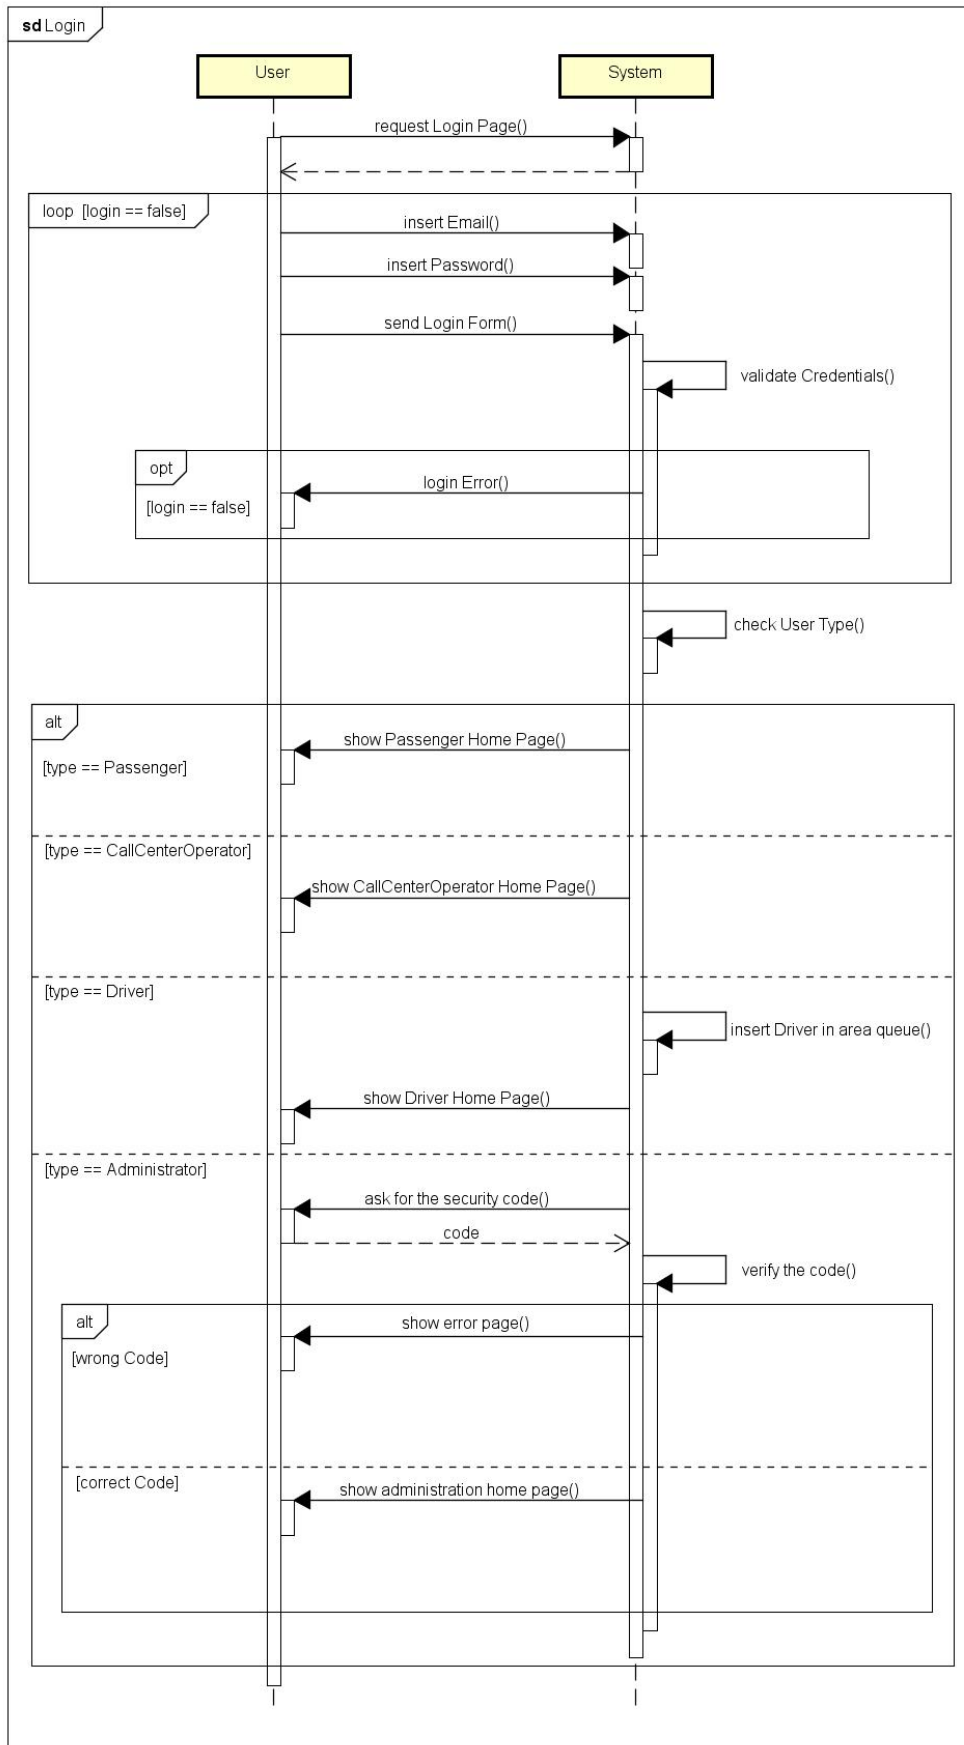 sd Login
User
System
request Login Page()
loop [login == false]
insert Email()
insert Password()
send Login Form()
validate Credentials()
opt
login Error()
[login == false]
check User Type()
alt
show Passenger Home Page()
[type == Passenger]
[type == CallCenterOperator]
show CallCenterOperator Home Page()
[type == Driver]
insert Driver in area queue()
show Driver Home Page()
[type == Administrator]
ask for the security code()
code
verify the code()
alt
show error page()
[wrong Code]
[correct Code]
show administration home page()